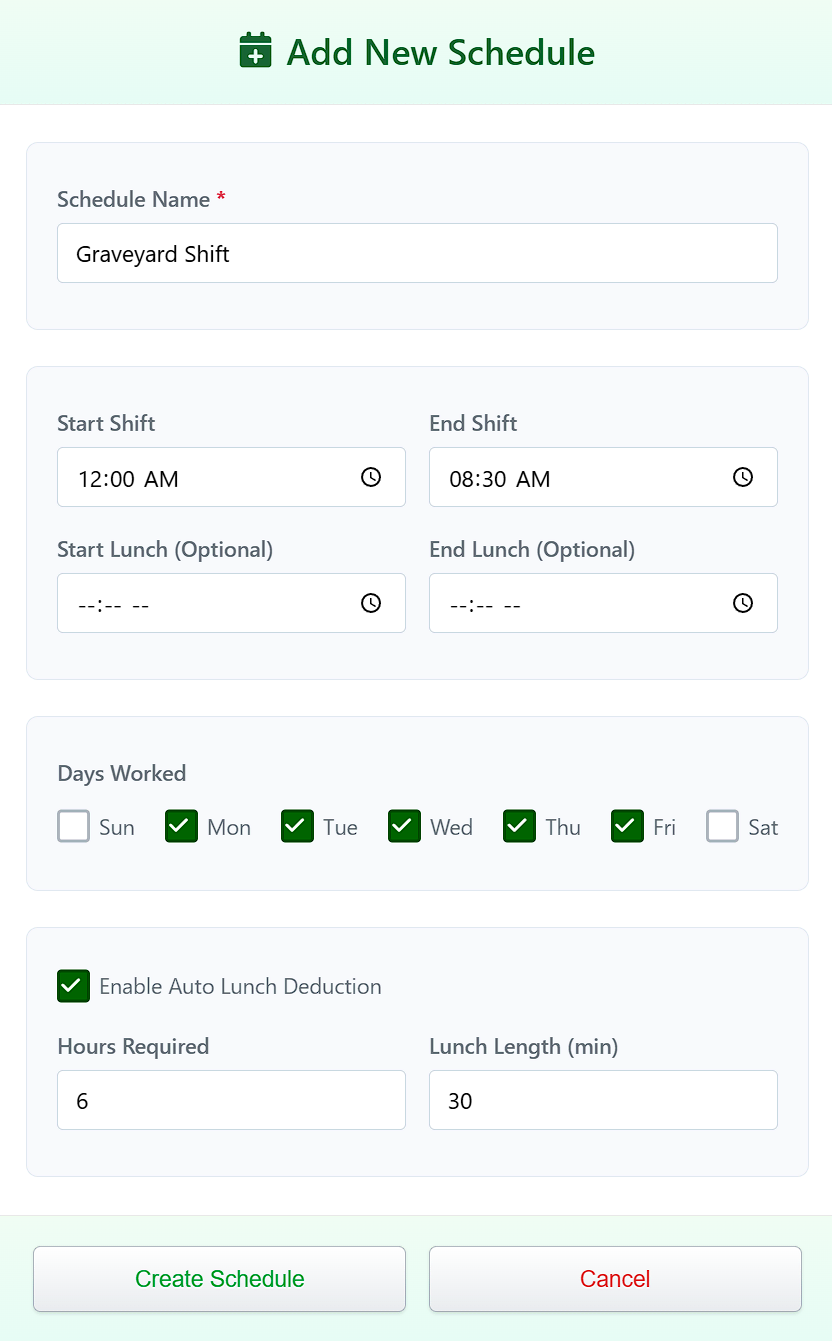 Add New Schedule
Schedule Name *
Graveyard Shift
Start Shift End Shift
12:00 AM 08:30 AM
Start Lunch (Optional) End Lunch (Optional)
--:-- -- --:-- --
Days Worked
Sun Mon Tue Wed Thu Fri Sat
Enable Auto Lunch Deduction
Hours Required Lunch Length (min)
6 30
Create Schedule Cancel